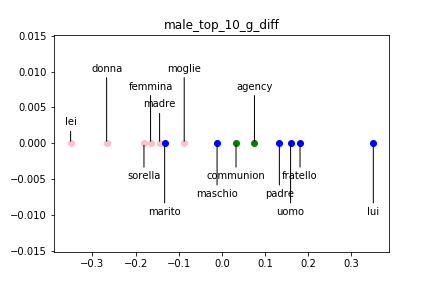 male_top_10_g_diff
0.015
0.010
0.005
0.000
−0.005
−0.010
−0.015
donna
moglie
femmina
agency
madre
lei
sorella
communion
fratello
maschio
padre
marito
uomo
lui
−0.3
−0.2
−0.1
0.0
0.1
0.2
0.3